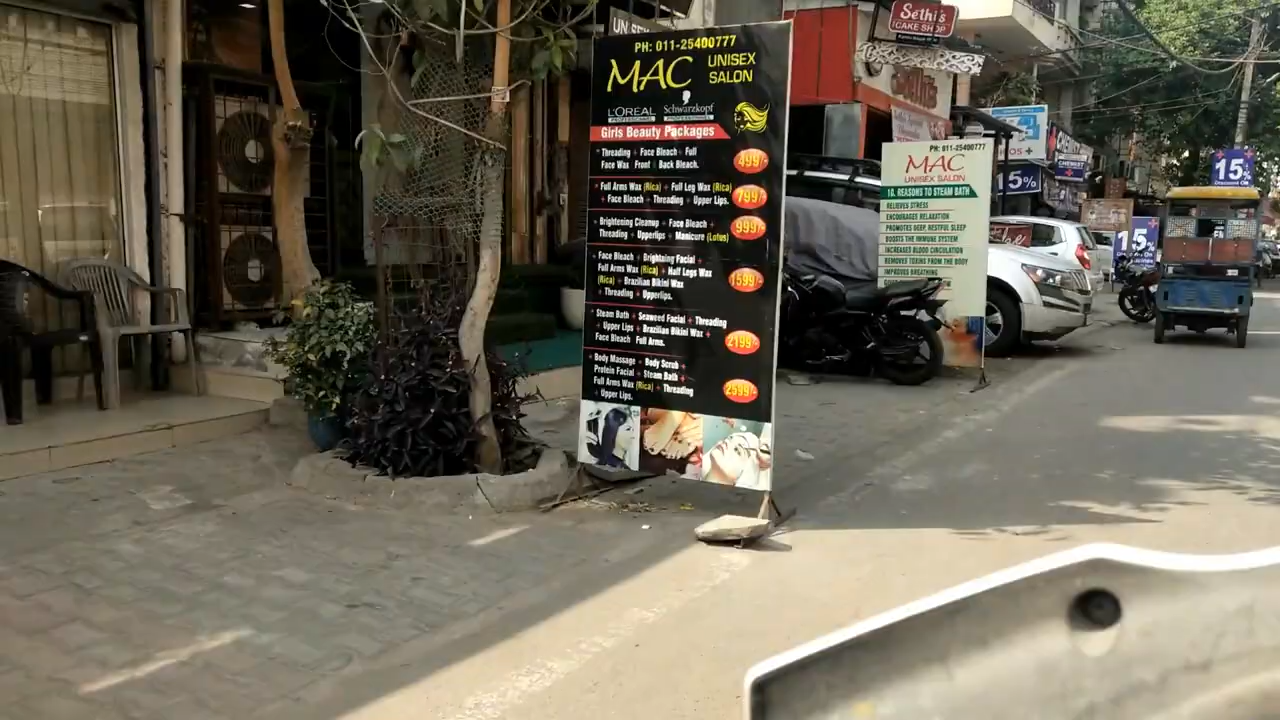 PH: 011-25400777
MAC UNISEX SALON
L'ORÉAL Schwarzkopf
PROFESSIONNEL PROFESSIONAL
Girls Beauty Packages
Threading + Face Bleach + Full
Face Wax Front + Back Bleach.
499/-
Full Arms Wax (Rica) + Full Leg Wax (Rica)
+ Face Bleach + Threading + Upper Lips.
799/-
Brightening Cleanup + Face Bleach +
Threading + Upperlips + Manicure (Lotus)
999/-
Face Bleach + Brightning Facial +
Full Arms Wax (Rica) + Half Legs Wax
(Rica) + Brazilian Bikini Wax
+ Threading + Upperlips.
1599/-
Steam Bath + Seaweed Facial + Threading
+ Upper Lips + Brazilian Bikini Wax +
Face Bleach Full Arms.
2199/-
Body Massage + Body Scrub +
Protein Facial + Steam Bath +
Full Arms Wax (Rica) + Threading
+ Upper Lips.
2599/-
UNISEX
Sethi's
CAKE SHOP
Sethi's
PH: 011-25400777
MAC
UNISEX SALON
10. REASONS TO STEAM BATH
RELIEVES STRESS
ENCOURAGES RELAXATION
PROMOTES DEEP, RESTFUL SLEEP
BOOSTS THE IMMUNE SYSTEM
INCREASED BLOOD CIRCULATION
REMOVES TOXINS FROM THE BODY
IMPROVES BREATHING
15%
CHEMIST
15%
15%